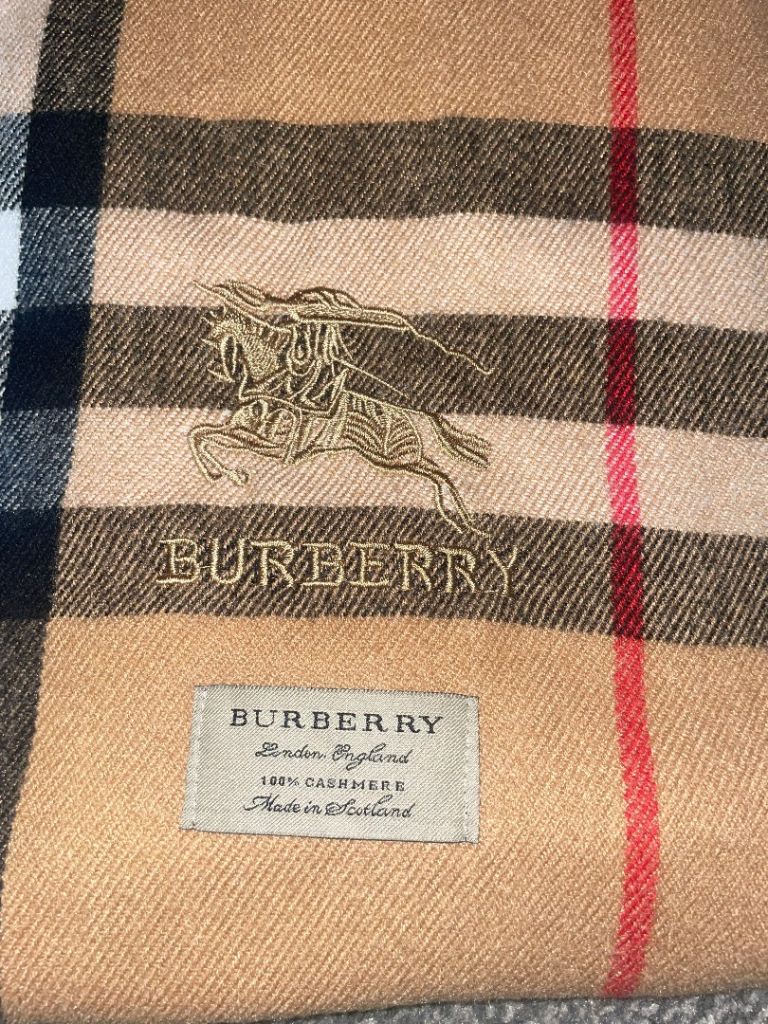 BURBERRY
BURBERRY
London, England
100% CASHMERE
Made in Scotland